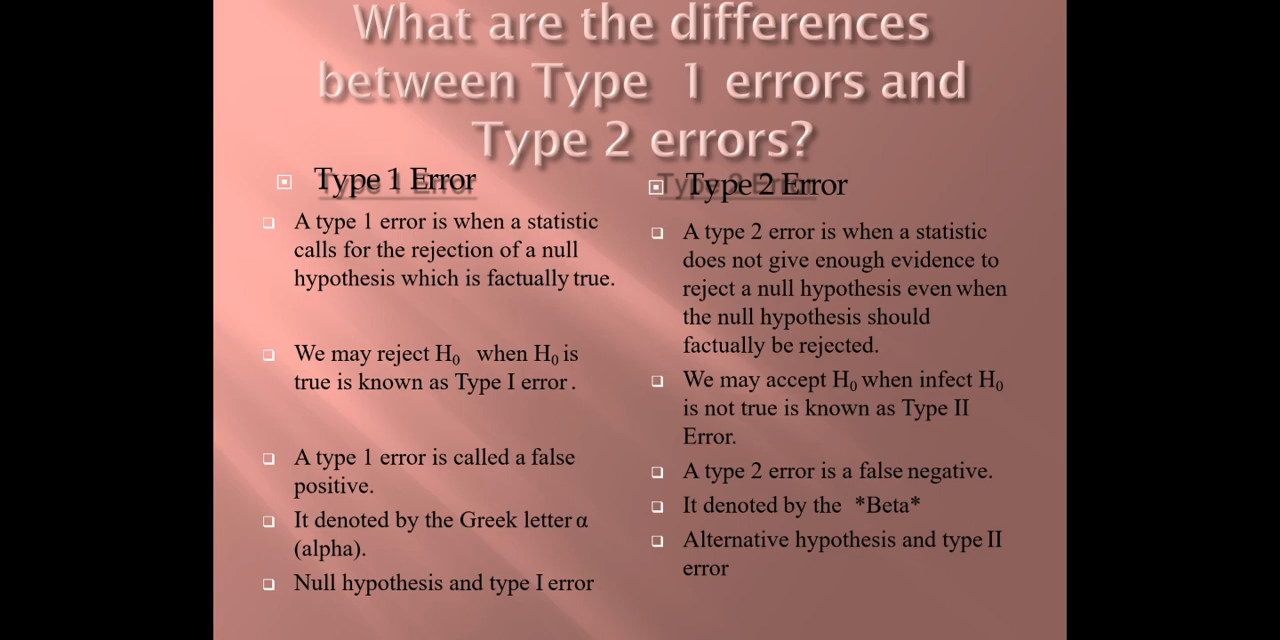 What are the differences
between Type 1 errors and
Type 2 errors?
Type 1 Error
A type 1 error is when a statistic
calls for the rejection of a null
hypothesis which is factually true.
We may reject H₀ when H₀ is
true is known as Type I error.
A type 1 error is called a false
positive.
It denoted by the Greek letter α
(alpha).
Null hypothesis and type I error
Type 2 Error
A type 2 error is when a statistic
does not give enough evidence to
reject a null hypothesis even when
the null hypothesis should
factually be rejected.
We may accept H₀ when infect H₀
is not true is known as Type II
Error.
A type 2 error is a false negative.
It denoted by the *Beta*
Alternative hypothesis and type II
error